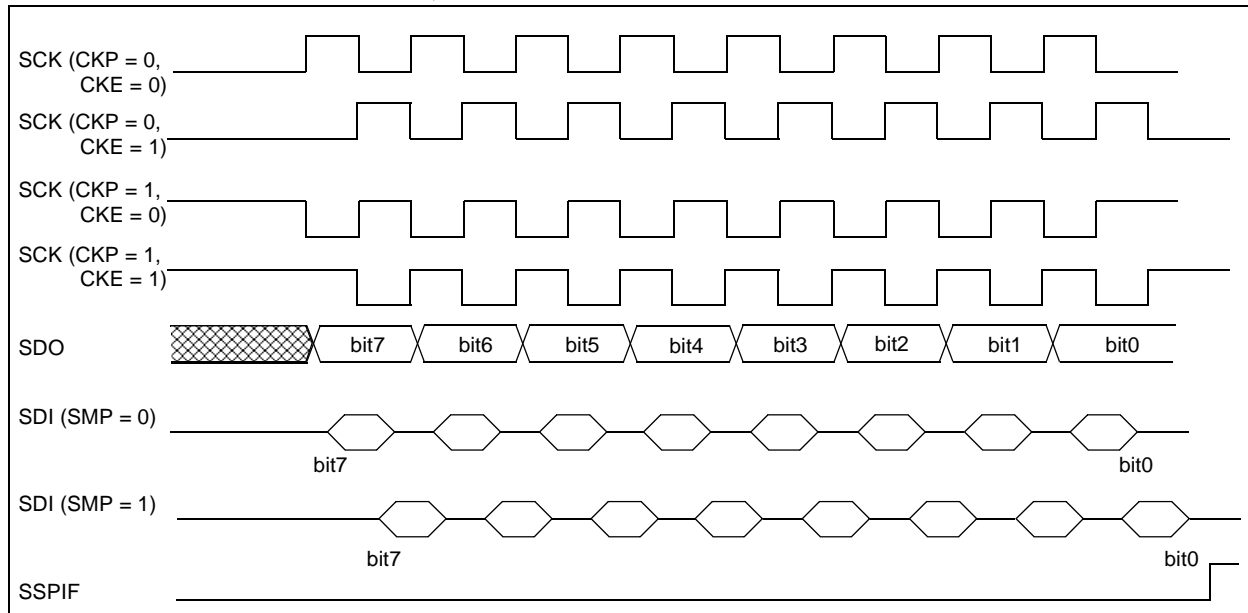 SCK (CKP = 0,
CKE = 0)
SCK (CKP = 0,
CKE = 1)
SCK (CKP = 1,
CKE = 0)
SCK (CKP = 1,
CKE = 1)
SDO bit7 bit6 bit5 bit4 bit3 bit2 bit1 bit0
SDI (SMP = 0)
bit7 bit0
SDI (SMP = 1)
bit7 bit0
SSPIF